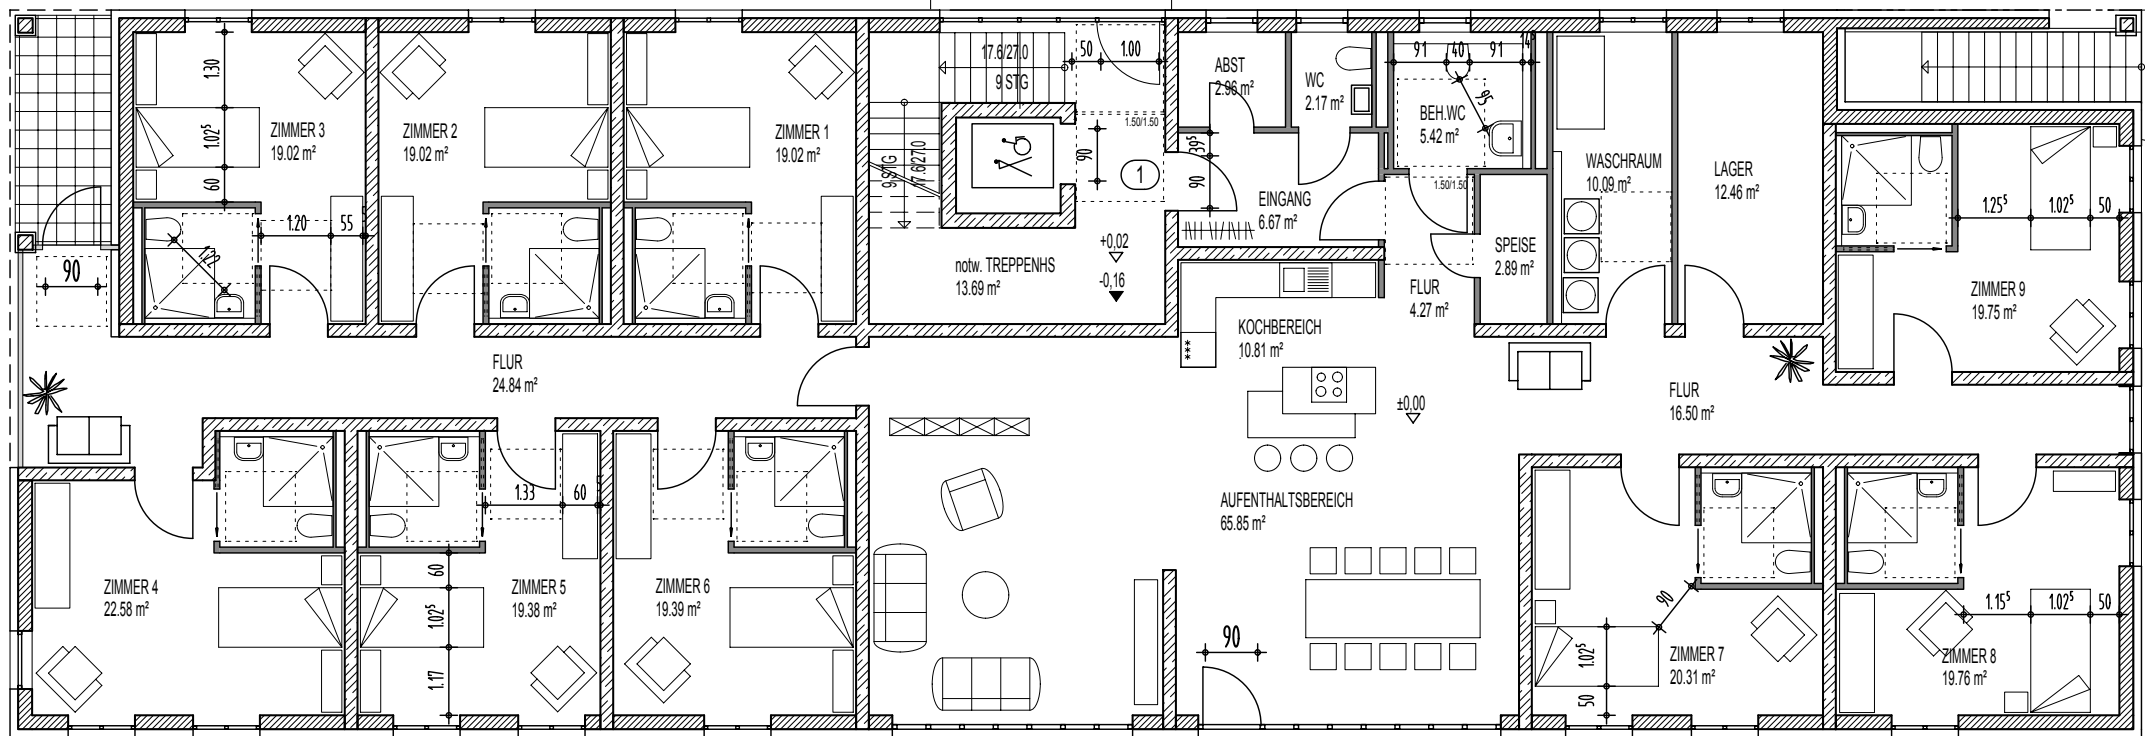 17.6/27.0
9 STG
50
1.00
1.50/1.50
90
1
9 STG
17.6/27.0
1.30
1.02⁵
60
ZIMMER 3
19.02 m²
1.20
55
1.22
90
ZIMMER 2
19.02 m²
ZIMMER 1
19.02 m²
notw. TREPPENHS
13.69 m²
+0,02
-0,16
ABST
2.96 m²
WC
2.17 m²
39⁵
90
EINGANG
6.67 m²
91
40
91
95
BEH.WC
5.42 m²
1.50/1.50
WASCHRAUM
10.09 m²
LAGER
12.46 m²
SPEISE
2.89 m²
FLUR
4.27 m²
1.25⁵
1.02⁵
50
ZIMMER 9
19.75 m²
KOCHBEREICH
10.81 m²
***
±0,00
FLUR
24.84 m²
FLUR
16.50 m²
AUFENTHALTSBEREICH
65.85 m²
90
ZIMMER 4
22.58 m²
1.33
60
60
1.02⁵
1.17
ZIMMER 5
19.38 m²
ZIMMER 6
19.39 m²
90
1.02⁵
50
ZIMMER 7
20.31 m²
1.15⁵
1.02⁵
50
ZIMMER 8
19.76 m²